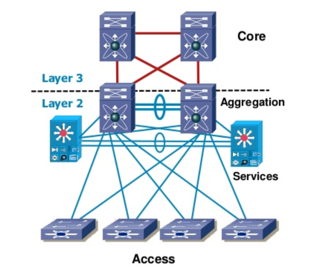 Core
Layer 3
Layer 2
Aggregation
Services
Access